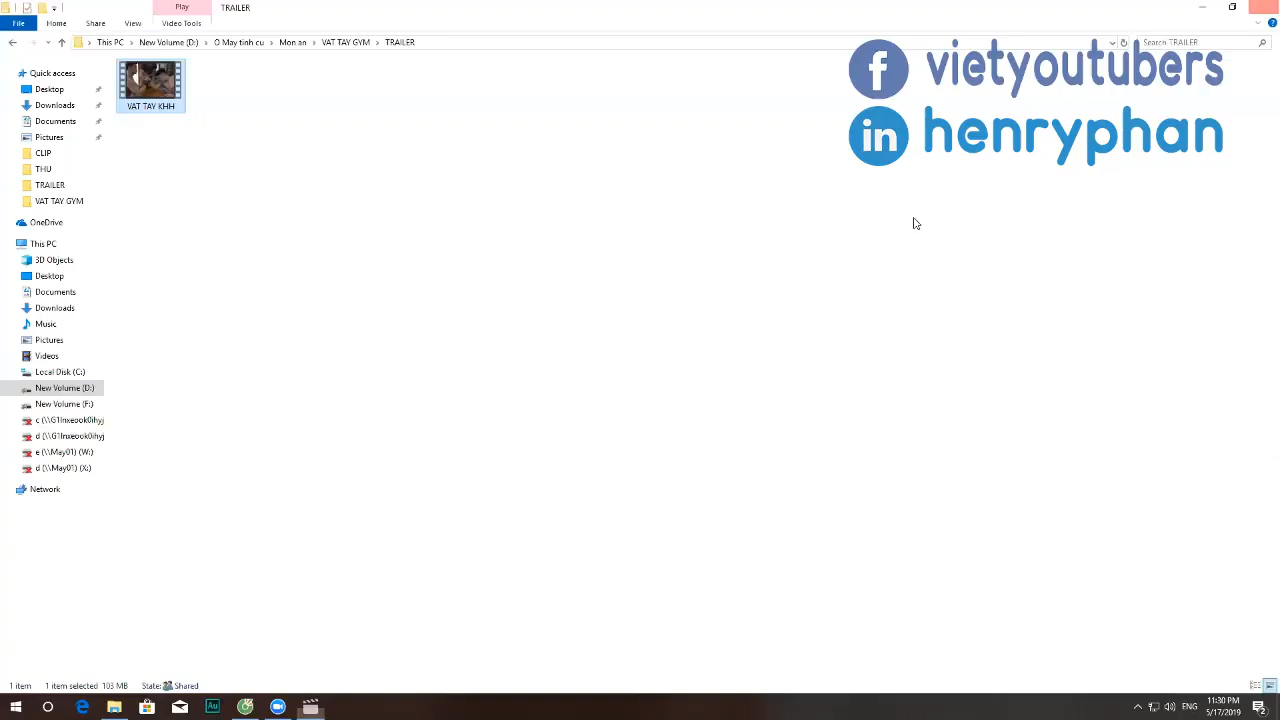 Play
TRAILER
File
Home
Share
View
Video Tools
This PC
New Volume (D:)
O May tinh cu
Mon an
VAT TAY GYM
TRAILER
Search TRAILER
vietyoutubers
henryphan
Quick access
Desktop
Downloads
Documents
Pictures
CLIP
THU
TRAILER
VAT TAY GYM
OneDrive
This PC
3D Objects
Desktop
Documents
Downloads
Music
Pictures
Videos
Local Disk (C:)
New Volume (D:)
New Volume (F:)
c (\\G1lnxeook0ihyj
d (\\G1lnxeook0ihyj
e (\\May01) (W:)
d (\\May01) (X:)
Network
VAT TAY KHH
1 item
1 item selected 103 MB
State: Shared
Au
ENG
11:30 PM
5/17/2019
2